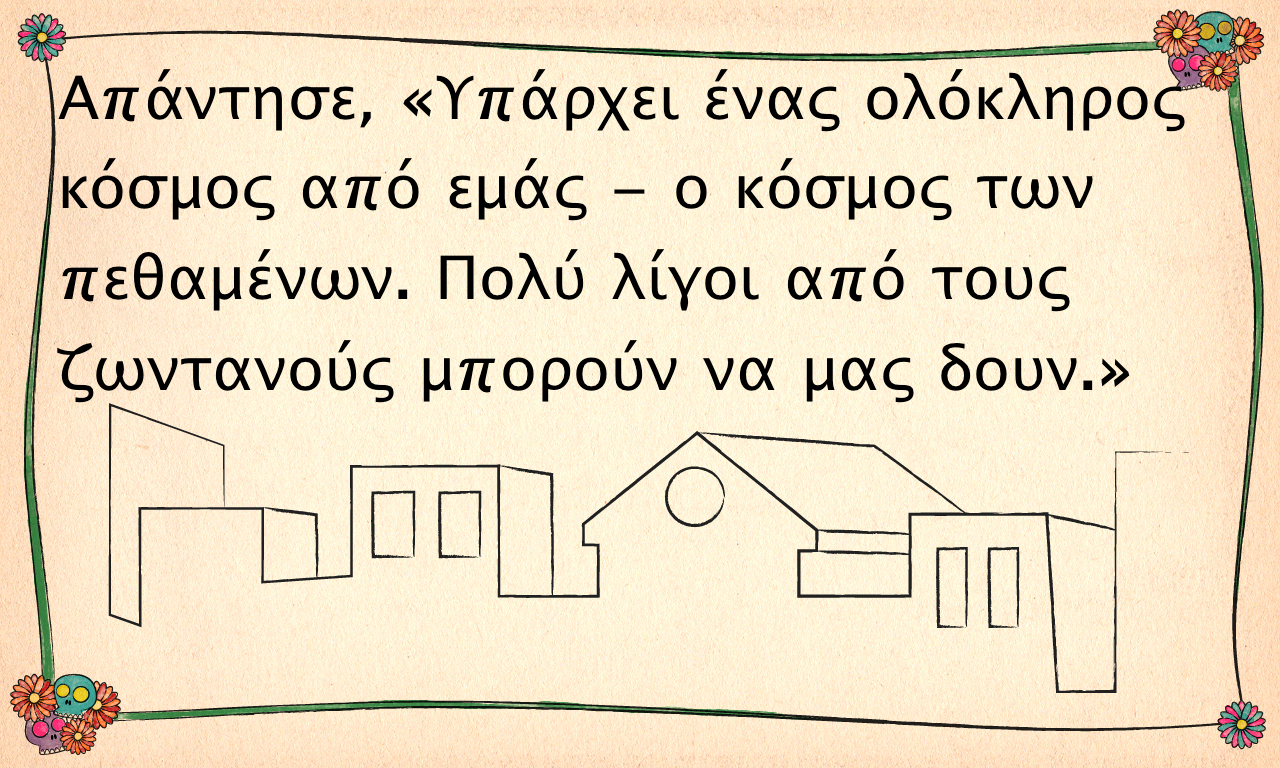 Απάντησε, «Υπάρχει ένας ολόκληρος
κόσμος από εμάς – ο κόσμος των
πεθαμένων. Πολύ λίγοι από τους
ζωντανούς μπορούν να μας δουν.»